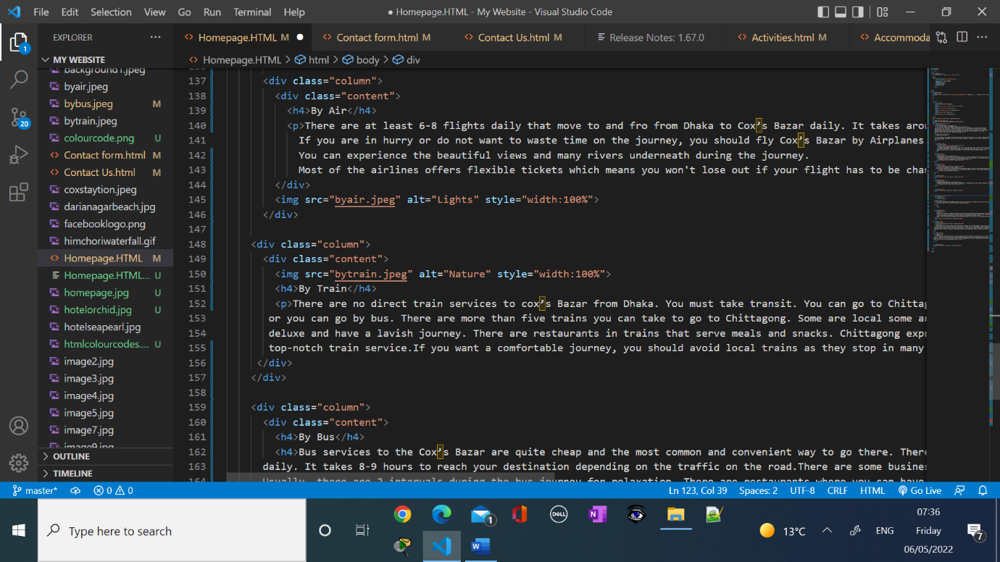 File Edit Selection View Go Run Terminal Help
● Homepage.HTML - My Website - Visual Studio Code
EXPLORER ···
Homepage.HTML M ●
Contact form.html M
Contact Us.html M
Release Notes: 1.67.0
Activities.html M
Accommoda
Homepage.HTML > html > body > div
1
20
MY WEBSITE
background1.jpeg
byair.jpeg
bybus.jpeg M
bytrain.jpeg
colourcode.png U
Contact form.html M
Contact Us.html M
coxstaytion.jpeg
darianagarbeach.jpg
facebooklogo.png
himchoriwaterfall.gif
Homepage.HTML M
Homepage.HTML... U
homepage.jpg U
hotelorchid.jpg U
hotelseapearl.jpg
htmlcolourcodes.... U
image2.jpg
image3.jpg
image4.jpg
image5.jpg
image7.jpg
image9.jpg
OUTLINE
TIMELINE
136
137 <div class="column">
138 <div class="content">
139 <h4>By Air</h4>
140 <p>There are at least 6-8 flights daily that move to and fro from Dhaka to Cox’s Bazar daily. It takes arou
141 If you are in hurry or do not want to waste time on the journey, you should fly Cox’s Bazar by Airplanes.
142 You can experience the beautiful views and many rivers underneath during the journey.
143 Most of the airlines offers flexible tickets which means you won't lose out if your flight has to be chan
144 </div>
145 <img src="byair.jpeg" alt="Lights" style="width:100%">
146 </div>
147
148 <div class="column">
149 <div class="content">
150 <img src="bytrain.jpeg" alt="Nature" style="width:100%">
151 <h4>By Train</h4>
152 <p>There are no direct train services to cox’s Bazar from Dhaka. You must take transit. You can go to Chittag
153 or you can go by bus. There are more than five trains you can take to go to Chittagong. Some are local some ar
154 deluxe and have a lavish journey. There are restaurants in trains that serve meals and snacks. Chittagong expr
155 top-notch train service.If you want a comfortable journey, you should avoid local trains as they stop in many
156 </div>
157 </div>
158
159 <div class="column">
160 <div class="content">
161 <h4>By Bus</h4>
162 <h4>Bus services to the Cox’s Bazar are quite cheap and the most common and convenient way to go there. There
163 daily. It takes 8-9 hours to reach your destination depending on the traffic on the road.There are some busines
164 Usually, there are 2 intervals during the bus journey for relaxation. There are restaurants where you can have
master* 0 0 Ln 123, Col 39 Spaces: 2 UTF-8 CRLF HTML Go Live
Type here to search
1
DELL
N
W
13°C
ENG
07:36
Friday
06/05/2022
7